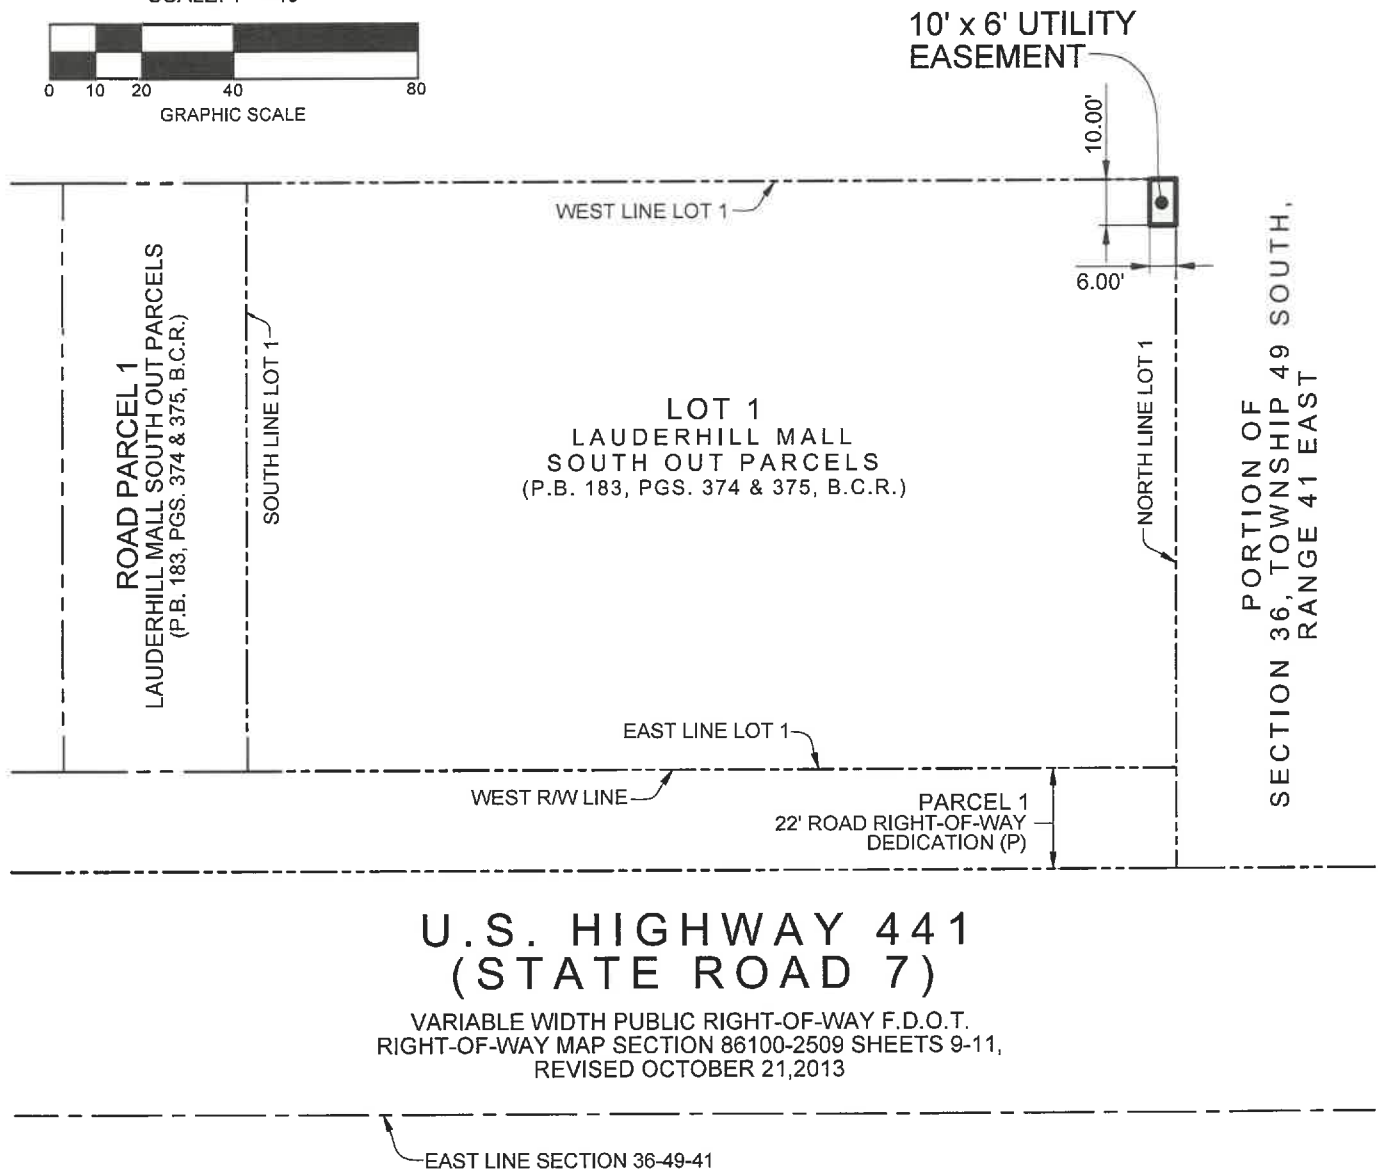 0 10 20 40 80
GRAPHIC SCALE
10' x 6' UTILITY
EASEMENT
10.00'
6.00'
WEST LINE LOT 1
ROAD PARCEL 1
LAUDERHILL MALL SOUTH OUT PARCELS
(P.B. 183, PGS. 374 & 375, B.C.R.)
SOUTH LINE LOT 1
LOT 1
LAUDERHILL MALL
SOUTH OUT PARCELS
(P.B. 183, PGS. 374 & 375, B.C.R.)
NORTH LINE LOT 1
PORTION OF
SECTION 36, TOWNSHIP 49 SOUTH,
RANGE 41 EAST
EAST LINE LOT 1
WEST R/W LINE
PARCEL 1
22' ROAD RIGHT-OF-WAY
DEDICATION (P)
U.S. HIGHWAY 441
(STATE ROAD 7)
VARIABLE WIDTH PUBLIC RIGHT-OF-WAY F.D.O.T.
RIGHT-OF-WAY MAP SECTION 86100-2509 SHEETS 9-11,
REVISED OCTOBER 21,2013
EAST LINE SECTION 36-49-41